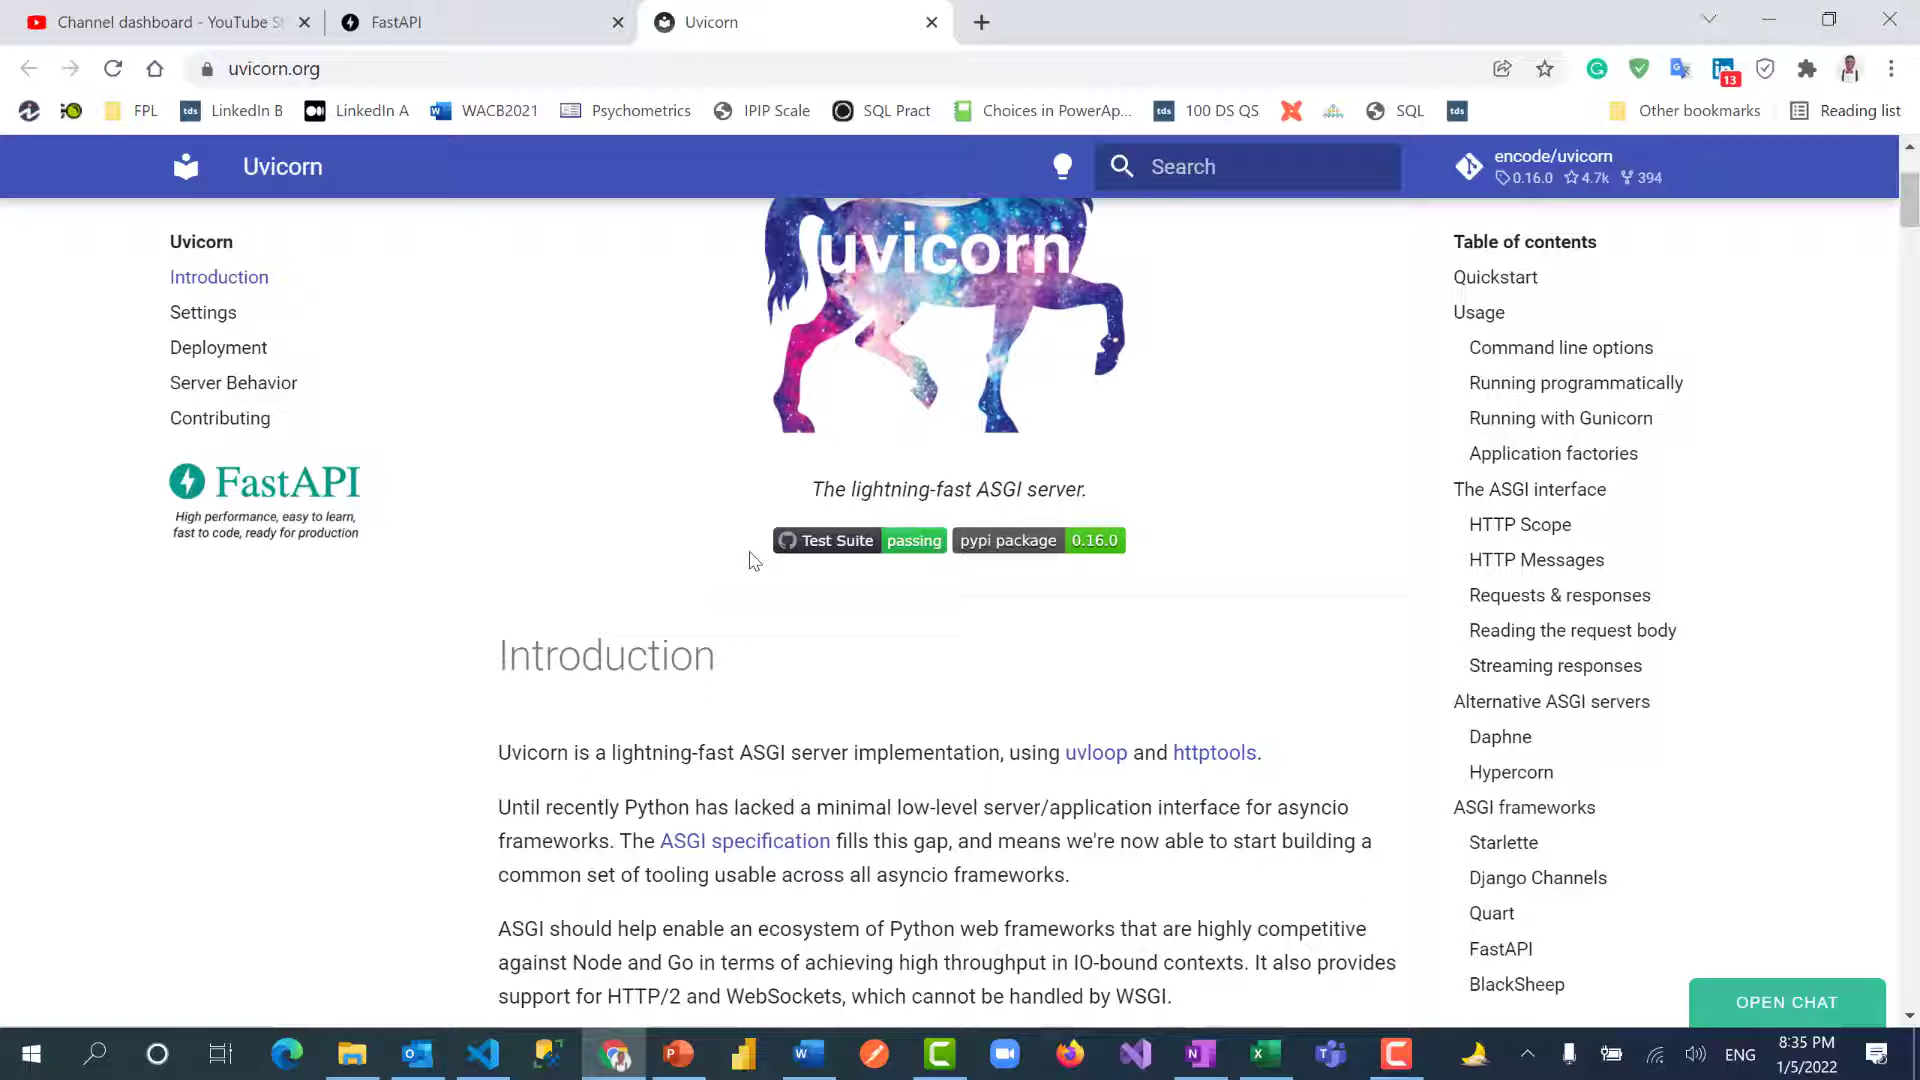 Channel dashboard - YouTube S
FastAPI
Uvicorn
uvicorn.org
13
FPL
tds
LinkedIn B
LinkedIn A
WACB2021
Psychometrics
IPIP Scale
SQL Pract
Choices in PowerAp...
tds
100 DS QS
SQL
tds
Other bookmarks
Reading list
Uvicorn
Search
encode/uvicorn
0.16.0 4.7k 394
Uvicorn
Introduction
Settings
Deployment
Server Behavior
Contributing
FastAPI
High performance, easy to learn,
fast to code, ready for production
uvicorn
The lightning-fast ASGI server.
Test Suite passing pypi package 0.16.0
Introduction
Uvicorn is a lightning-fast ASGI server implementation, using uvloop and httptools.
Until recently Python has lacked a minimal low-level server/application interface for asyncio
frameworks. The ASGI specification fills this gap, and means we're now able to start building a
common set of tooling usable across all asyncio frameworks.
ASGI should help enable an ecosystem of Python web frameworks that are highly competitive
against Node and Go in terms of achieving high throughput in IO-bound contexts. It also provides
support for HTTP/2 and WebSockets, which cannot be handled by WSGI.
Table of contents
Quickstart
Usage
Command line options
Running programmatically
Running with Gunicorn
Application factories
The ASGI interface
HTTP Scope
HTTP Messages
Requests & responses
Reading the request body
Streaming responses
Alternative ASGI servers
Daphne
Hypercorn
ASGI frameworks
Starlette
Django Channels
Quart
FastAPI
BlackSheep
OPEN CHAT
ENG
8:35 PM
1/5/2022